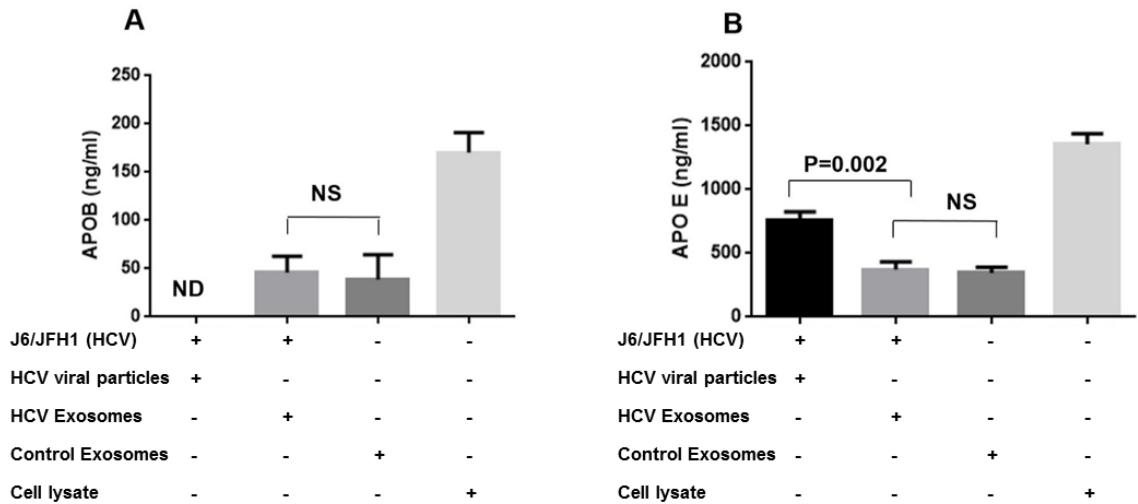 A
APOB (ng/ml)
250
200
150
100
50
0
ND
NS
J6/JFH1 (HCV) + + - -
HCV viral particles + - - -
HCV Exosomes - + - -
Control Exosomes - - + -
Cell lysate - - - +
B
APO E (ng/ml)
2000
1500
1000
500
0
P=0.002
NS
J6/JFH1 (HCV) + + - -
HCV viral particles + - - -
HCV Exosomes - + - -
Control Exosomes - - + -
Cell lysate - - - +